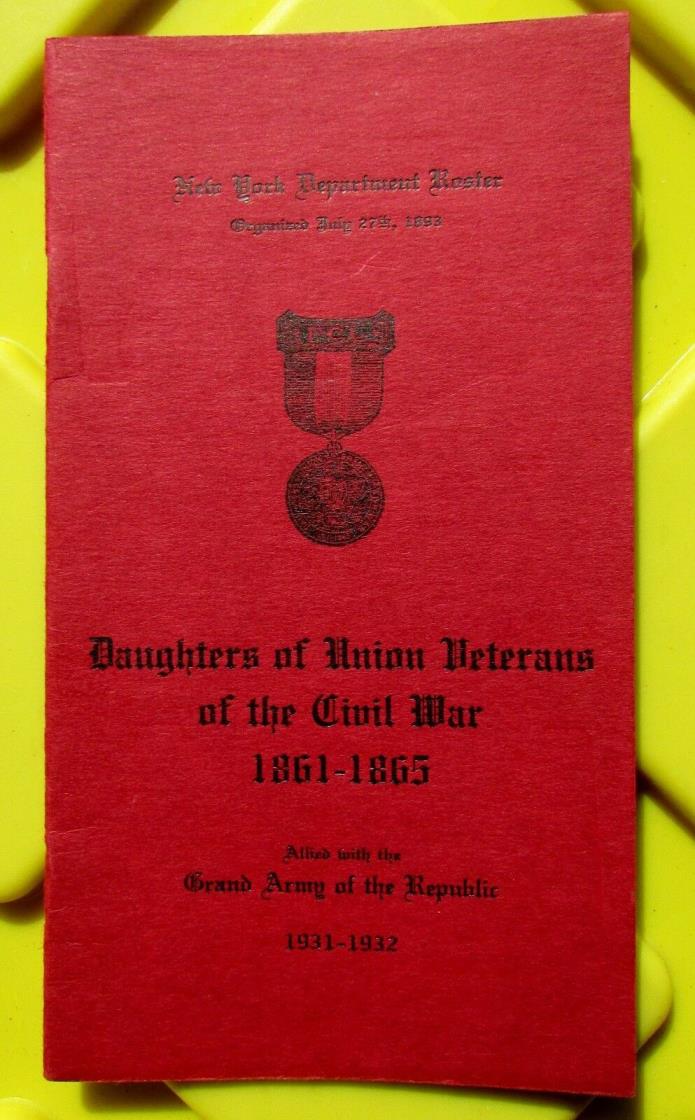 New York Department Roster
Organized July 27th, 1893
Daughters of Union Veterans
of the Civil War
1861-1865
Allied with the
Grand Army of the Republic
1931-1932